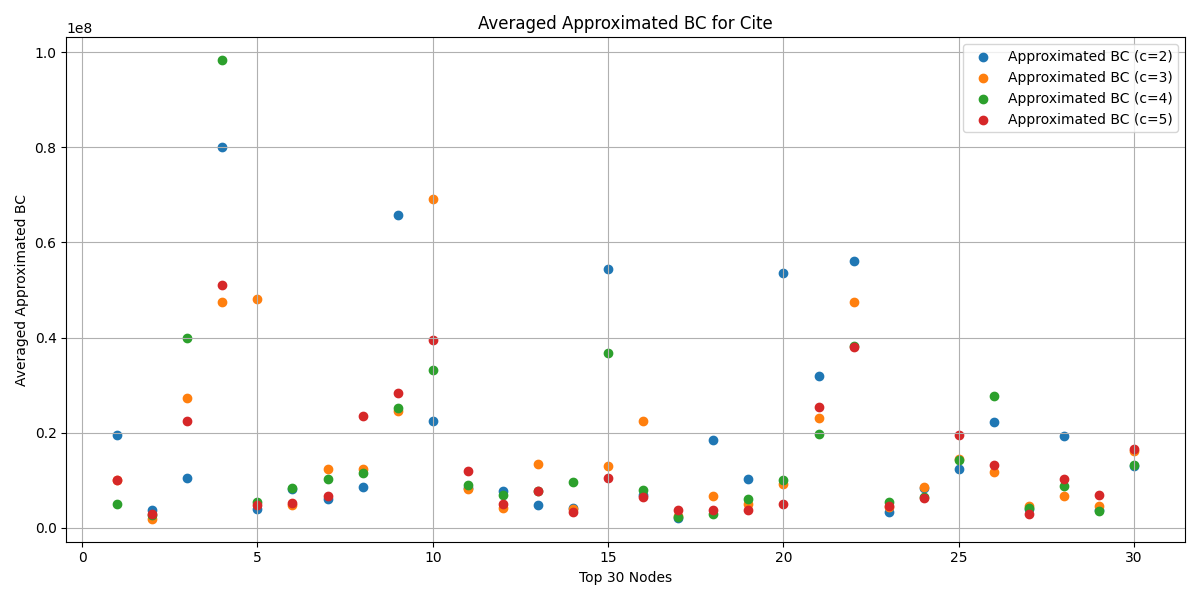 Averaged Approximated BC for Cite
1e8
1.0
0.8
0.6
0.4
0.2
0.0
Averaged Approximated BC
0
5
10
15
20
25
30
Top 30 Nodes
Approximated BC (c=2)
Approximated BC (c=3)
Approximated BC (c=4)
Approximated BC (c=5)